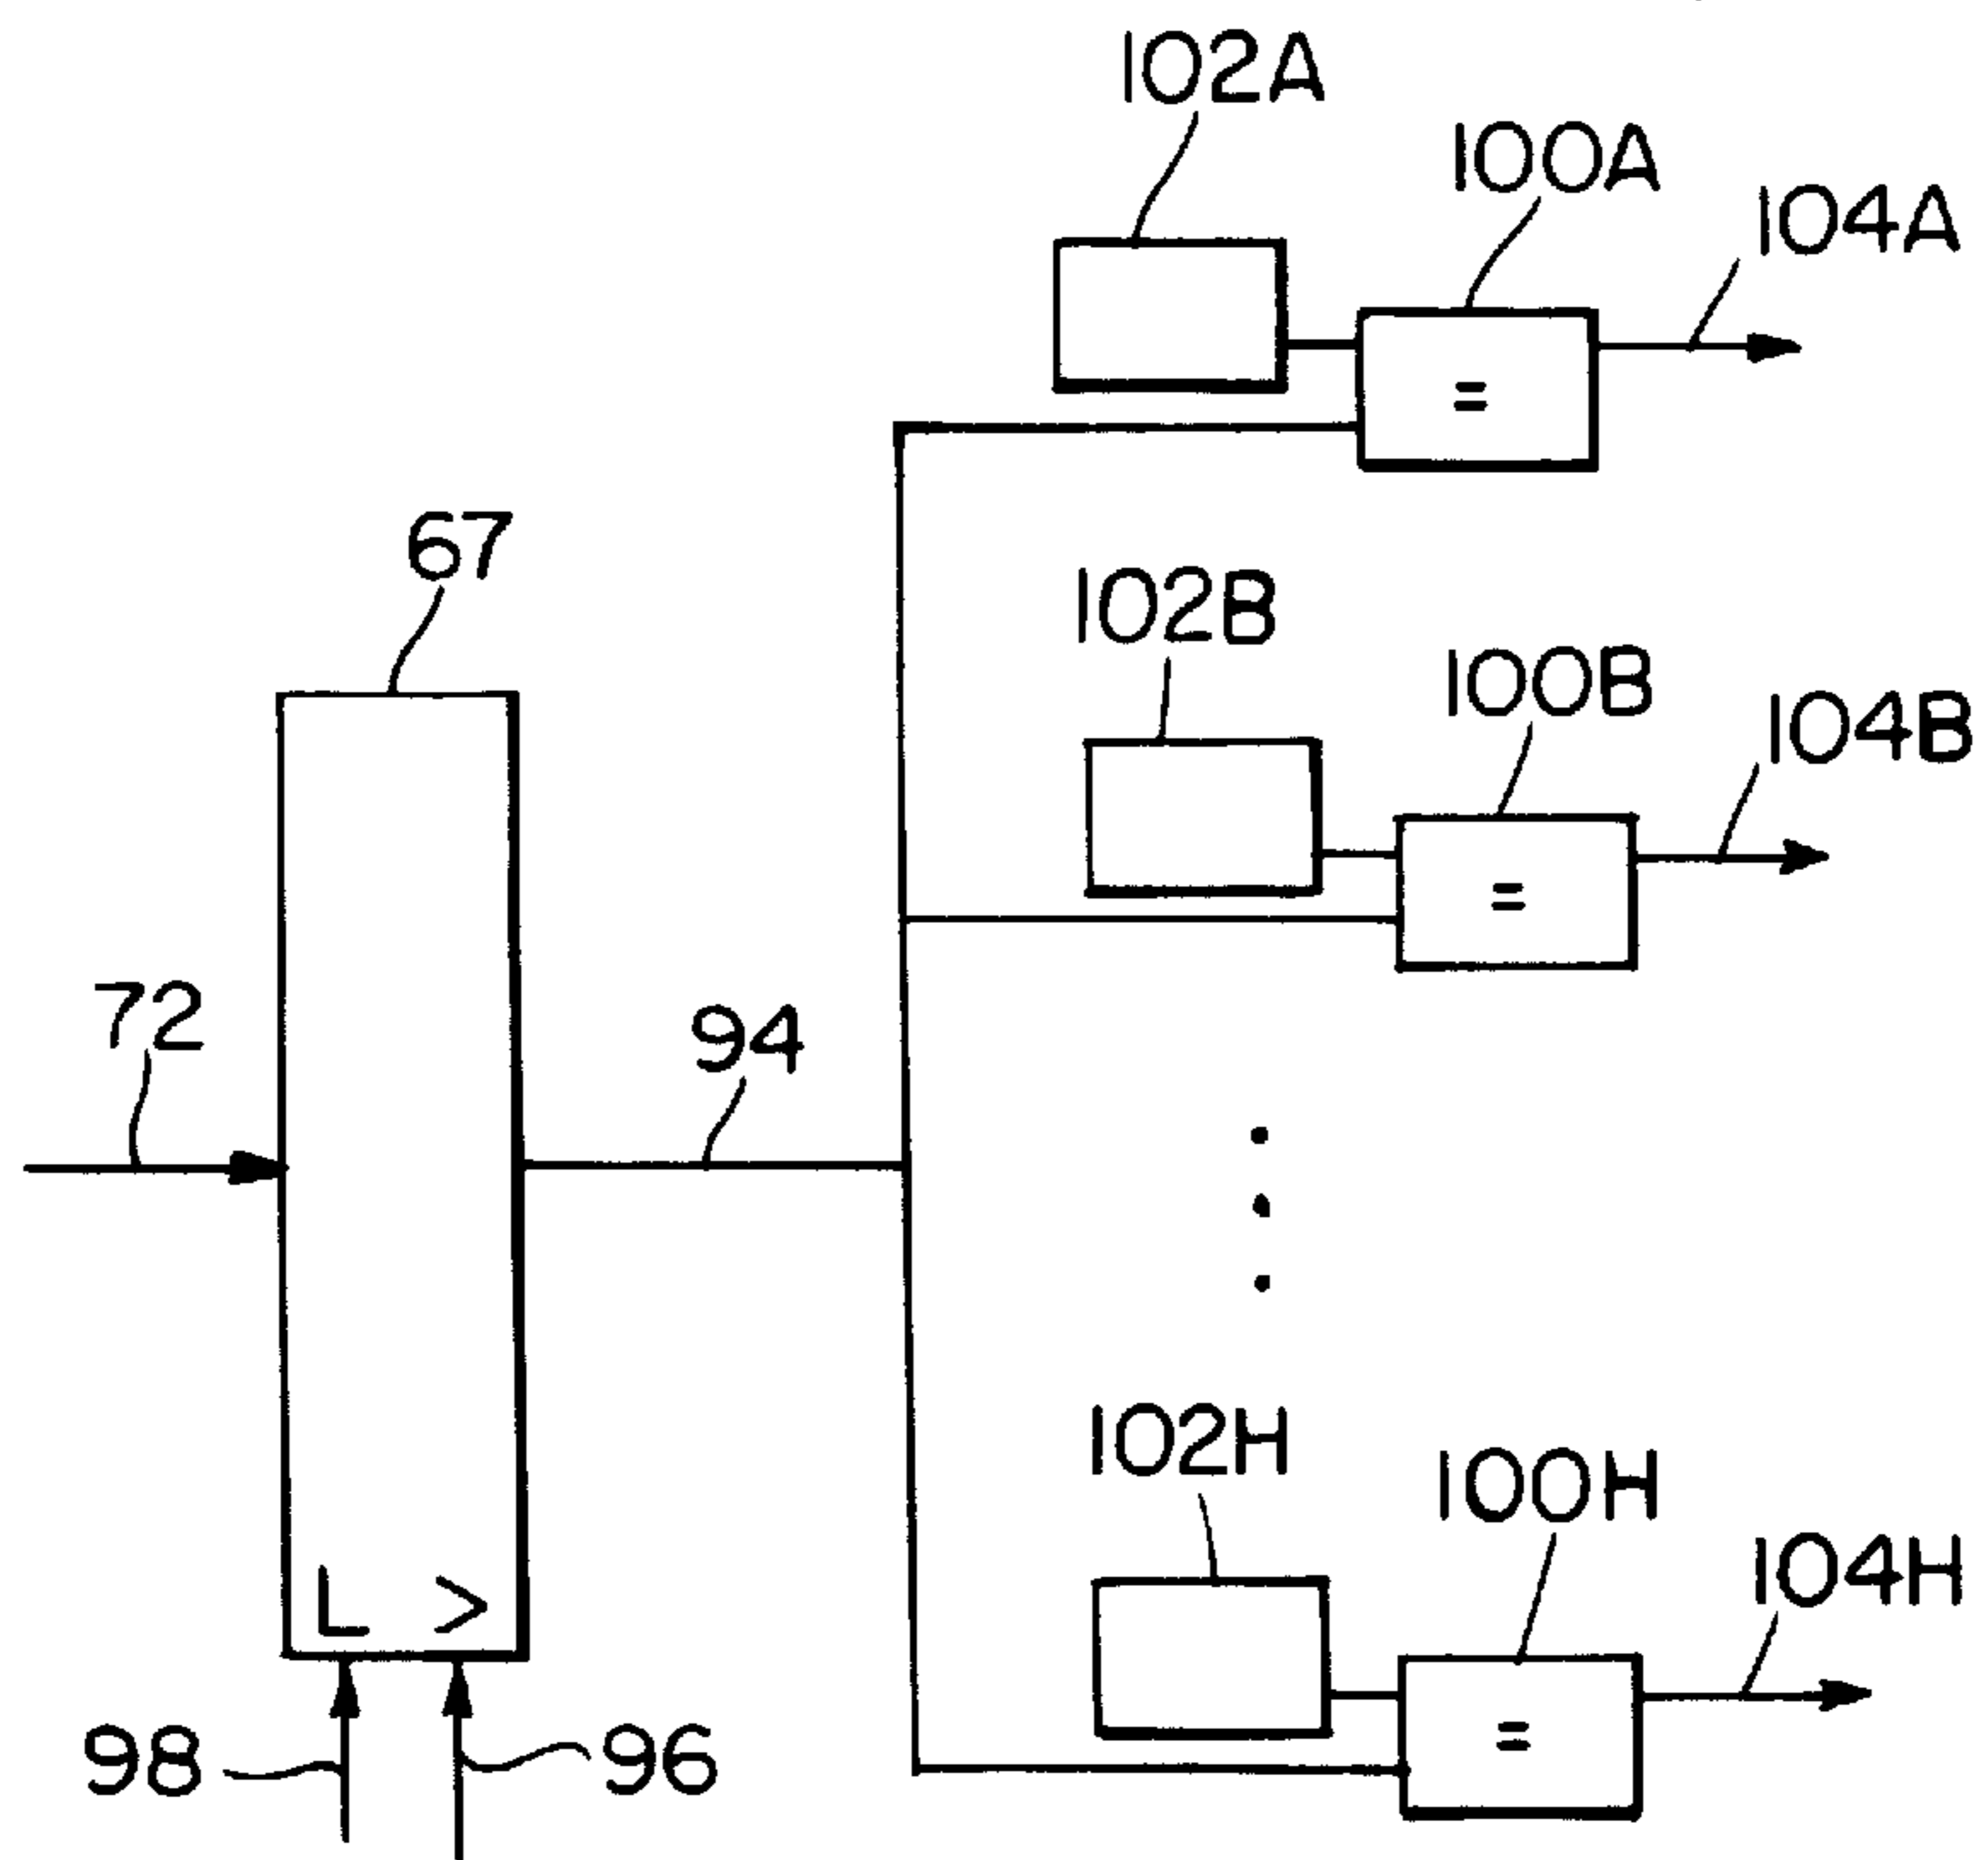 102A
100A
104A
=
67
102B
100B
104B
=
72
94
102H
100H
104H
L >
=
98
96